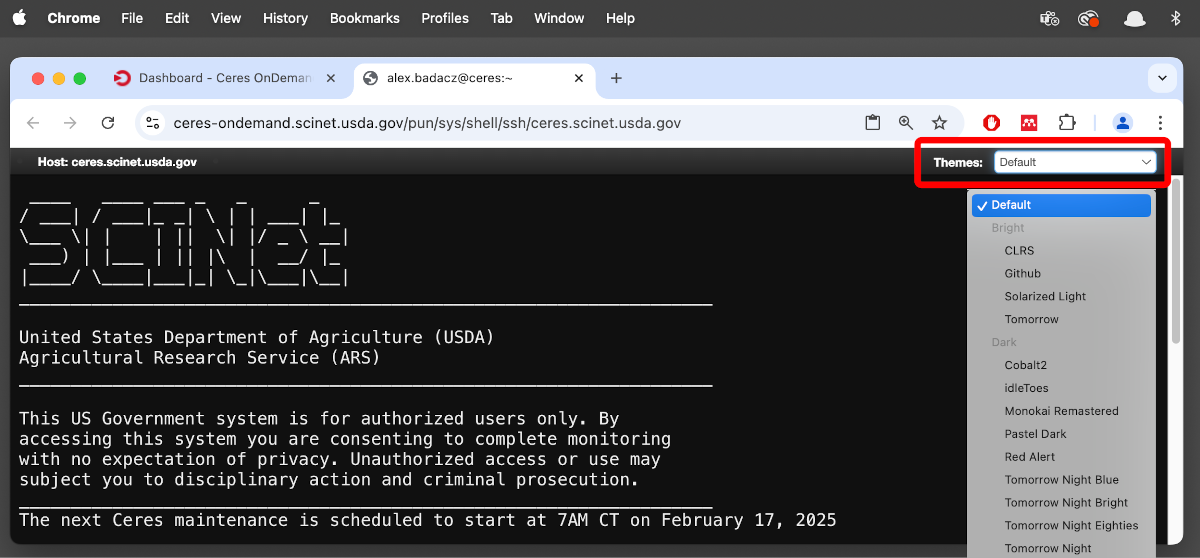 Chrome File Edit View History Bookmarks Profiles Tab Window Help
Dashboard - Ceres OnDeman
alex.badacz@ceres:~
ceres-ondemand.scinet.usda.gov/pun/sys/shell/ssh/ceres.scinet.usda.gov
Host: ceres.scinet.usda.gov
Themes: Default
SCINet
United States Department of Agriculture (USDA)
Agricultural Research Service (ARS)
This US Government system is for authorized users only. By
accessing this system you are consenting to complete monitoring
with no expectation of privacy. Unauthorized access or use may
subject you to disciplinary action and criminal prosecution.
The next Ceres maintenance is scheduled to start at 7AM CT on February 17, 2025
✓ Default
Bright
CLRS
Github
Solarized Light
Tomorrow
Dark
Cobalt2
idleToes
Monokai Remastered
Pastel Dark
Red Alert
Tomorrow Night Blue
Tomorrow Night Bright
Tomorrow Night Eighties
Tomorrow Night